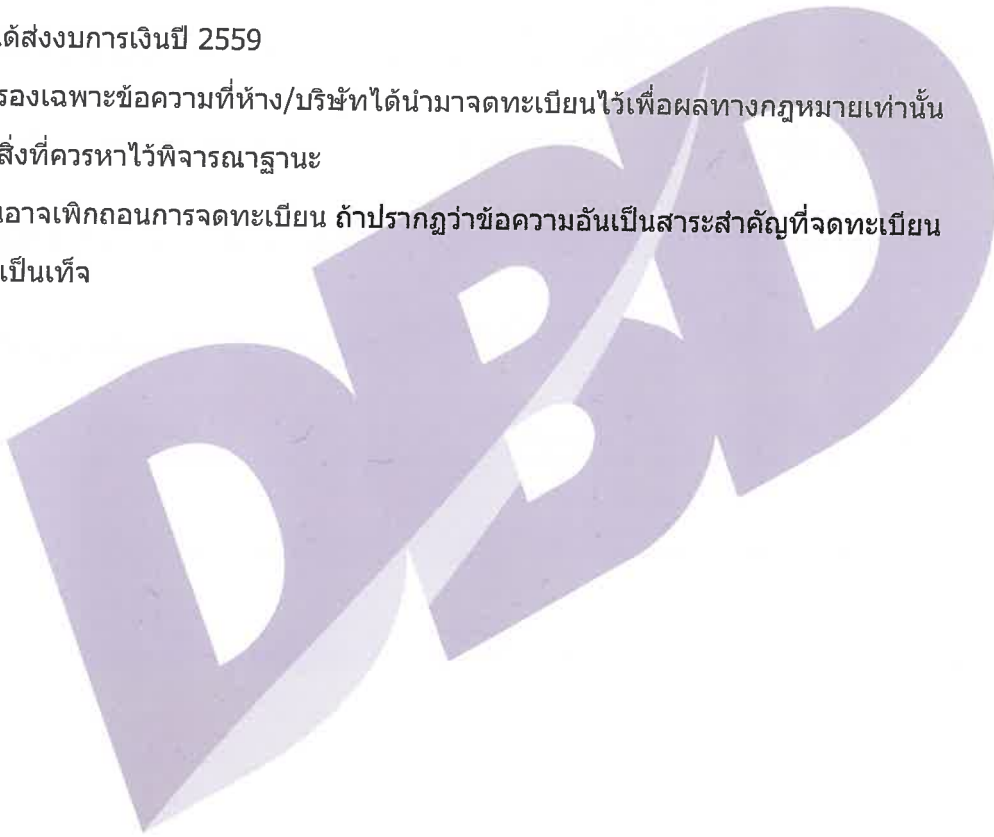 ได้ส่งงบการเงินปี 2559
รองเฉพาะข้อความที่ห้าง/บริษัทได้นำมาจดทะเบียนไว้เพื่อผลทางกฎหมายเท่านั้น
สิ่งที่ควรหาไว้พิจารณาฐานะ
นอาจเพิกถอนการจดทะเบียน ถ้าปรากฏว่าข้อความอันเป็นสาระสำคัญที่จดทะเบียน
เป็นเท็จ
DBD